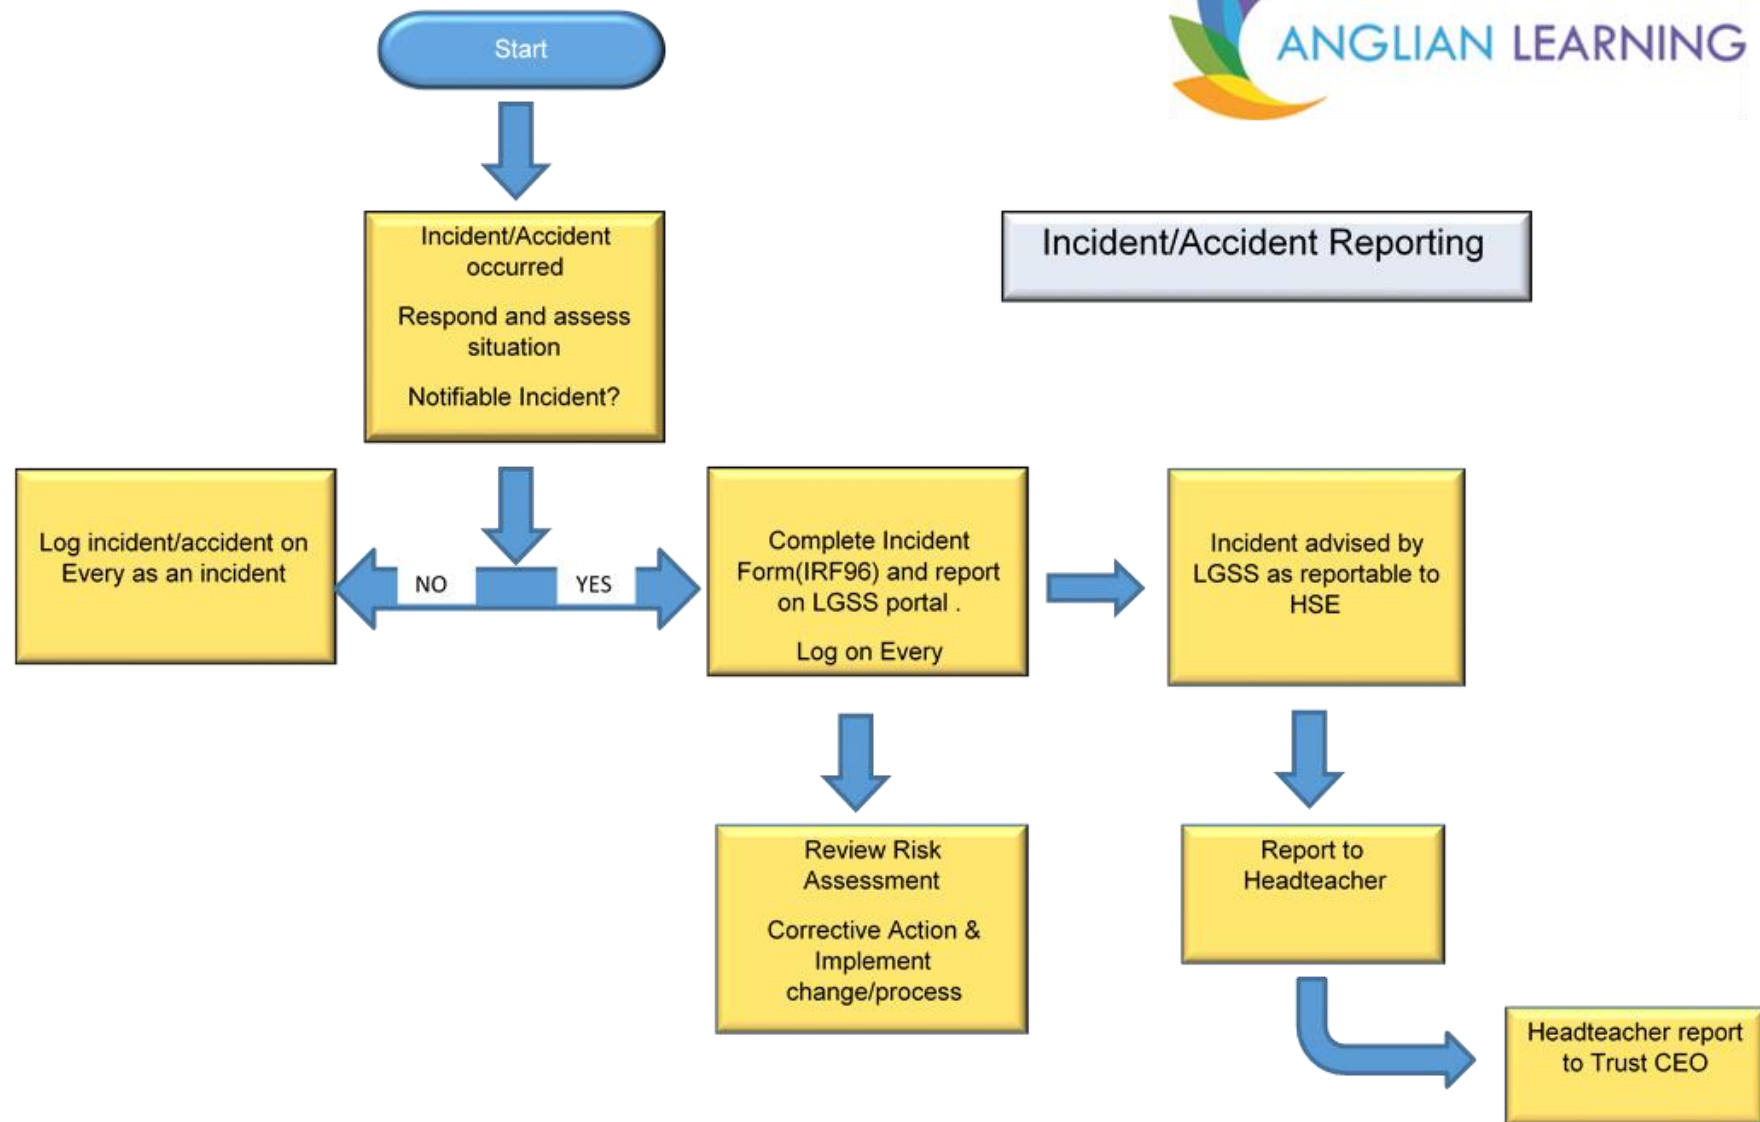 Start
ANGLIAN LEARNING
Incident/Accident
occurred
Respond and assess
situation
Notifiable Incident?
Incident/Accident Reporting
Log incident/accident on
Every as an incident
NO
YES
Complete Incident
Form(IRF96) and report
on LGSS portal .
Log on Every
Incident advised by
LGSS as reportable to
HSE
Review Risk
Assessment
Corrective Action &
Implement
change/process
Report to
Headteacher
Headteacher report
to Trust CEO